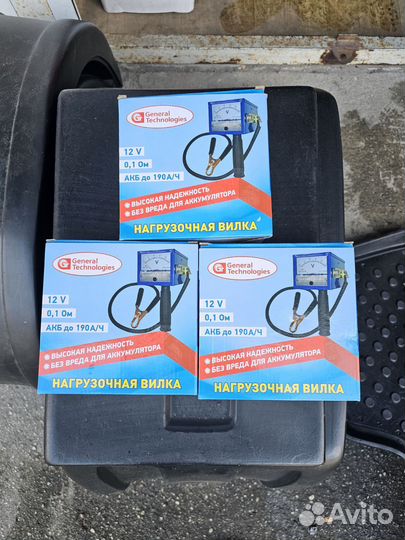 General
Technologies
12 V
0,1 Ом
АКБ до 190А/Ч
• ВЫСОКАЯ НАДЕЖНОСТЬ
• БЕЗ ВРЕДА ДЛЯ АККУМУЛЯТОРА
НАГРУЗОЧНАЯ ВИЛКА
General
Technologies
12 V
0,1 Ом
АКБ до 190А/Ч
• ВЫСОКАЯ НАДЕЖНОСТЬ
• БЕЗ ВРЕДА ДЛЯ АККУМУЛЯТОРА
НАГРУЗОЧНАЯ ВИЛКА
General
Technologies
12 V
0,1 Ом
АКБ до 190А/Ч
• ВЫСОКАЯ НАДЕЖНОСТЬ
• БЕЗ ВРЕДА ДЛЯ АККУМУЛЯТОРА
НАГРУЗОЧНАЯ ВИЛКА
Avito